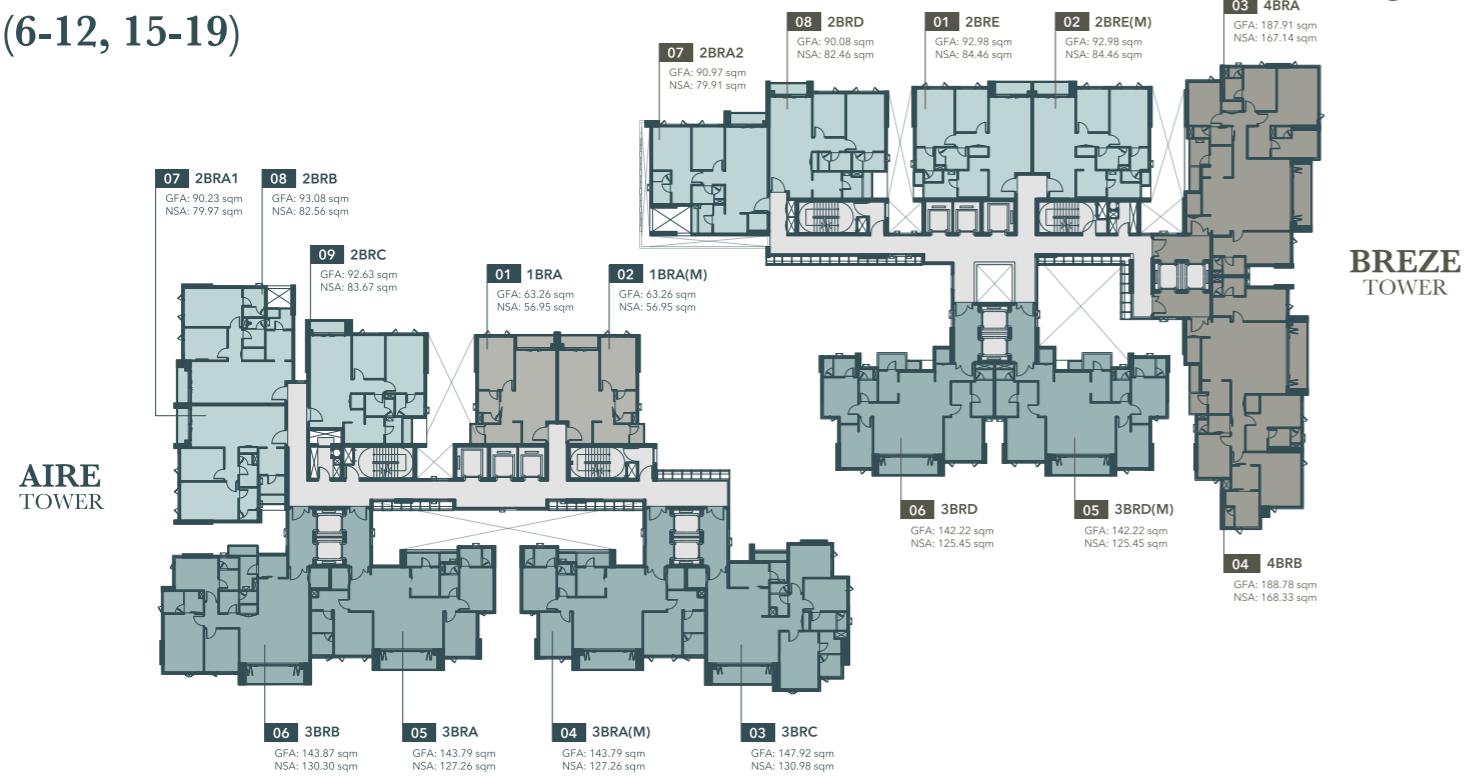 (6-12, 15-19)
03 4BRA
GFA: 187.91 sqm
NSA: 167.14 sqm
08 2BRD
GFA: 90.08 sqm
NSA: 82.46 sqm
01 2BRE
GFA: 92.98 sqm
NSA: 84.46 sqm
02 2BRE(M)
GFA: 92.98 sqm
NSA: 84.46 sqm
07 2BRA2
GFA: 90.97 sqm
NSA: 79.91 sqm
07 2BRA1
GFA: 90.23 sqm
NSA: 79.97 sqm
08 2BRB
GFA: 93.08 sqm
NSA: 82.56 sqm
09 2BRC
GFA: 92.63 sqm
NSA: 83.67 sqm
01 1BRA
GFA: 63.26 sqm
NSA: 56.95 sqm
02 1BRA(M)
GFA: 63.26 sqm
NSA: 56.95 sqm
BREZE
TOWER
AIRE
TOWER
06 3BRD
GFA: 142.22 sqm
NSA: 125.45 sqm
05 3BRD(M)
GFA: 142.22 sqm
NSA: 125.45 sqm
04 4BRB
GFA: 188.78 sqm
NSA: 168.33 sqm
06 3BRB
GFA: 143.87 sqm
NSA: 130.30 sqm
05 3BRA
GFA: 143.79 sqm
NSA: 127.26 sqm
04 3BRA(M)
GFA: 143.79 sqm
NSA: 127.26 sqm
03 3BRC
GFA: 147.92 sqm
NSA: 130.98 sqm